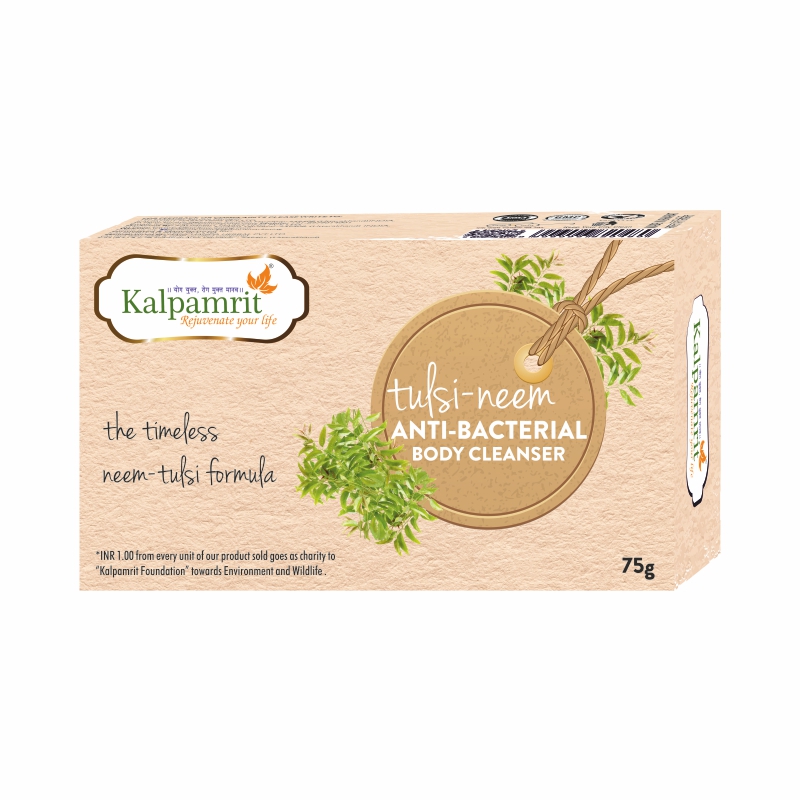 GMP
।। योग युक्त, रोग मुक्त मानव।।
Kalpamrit®
Rejuvenate your life
tulsi-neem
ANTI-BACTERIAL
BODY CLEANSER
the timeless
neem-tulsi formula
*INR 1.00 from every unit of our product sold goes as charity to
"Kalpamrit Foundation" towards Environment and Wildlife..
75g
Kalpamrit